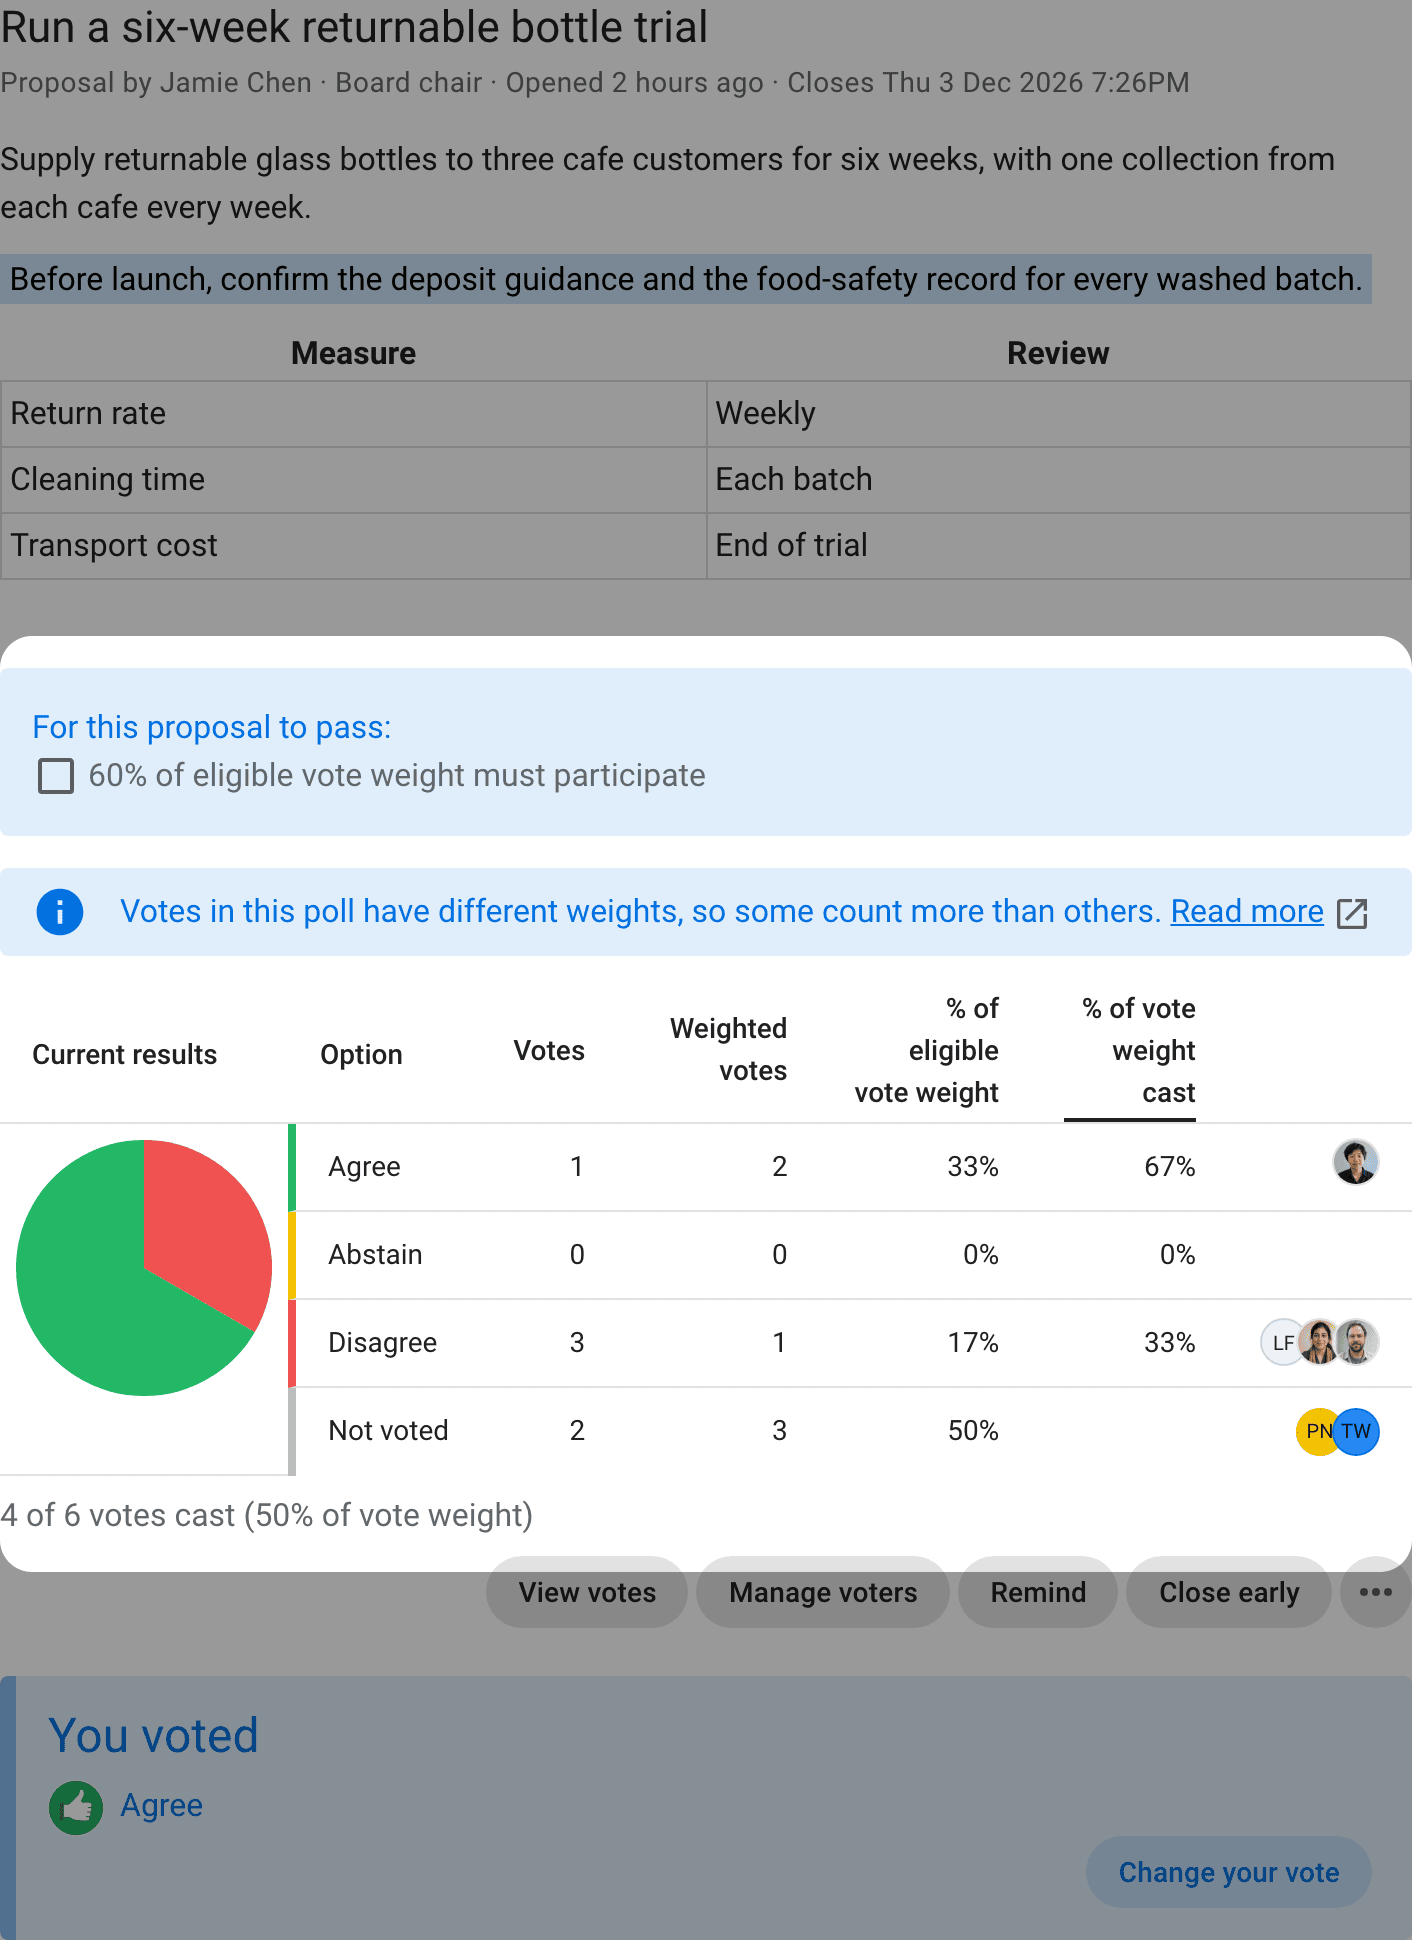 Run a six-week returnable bottle trial
Proposal by Jamie Chen · Board chair · Opened 2 hours ago · Closes Thu 3 Dec 2026 7:26PM
Supply returnable glass bottles to three cafe customers for six weeks, with one collection from
each cafe every week.
Before launch, confirm the deposit guidance and the food-safety record for every washed batch.
Measure Review
Return rate Weekly
Cleaning time Each batch
Transport cost End of trial
For this proposal to pass:
60% of eligible vote weight must participate
Votes in this poll have different weights, so some count more than others. Read more
Current results Option Votes Weighted votes % of eligible vote weight % of vote weight cast
Agree 1 2 33% 67%
Abstain 0 0 0% 0%
Disagree 3 1 17% 33% LF
Not voted 2 3 50% PN TW
4 of 6 votes cast (50% of vote weight)
View votes Manage voters Remind Close early
You voted
Agree
Change your vote